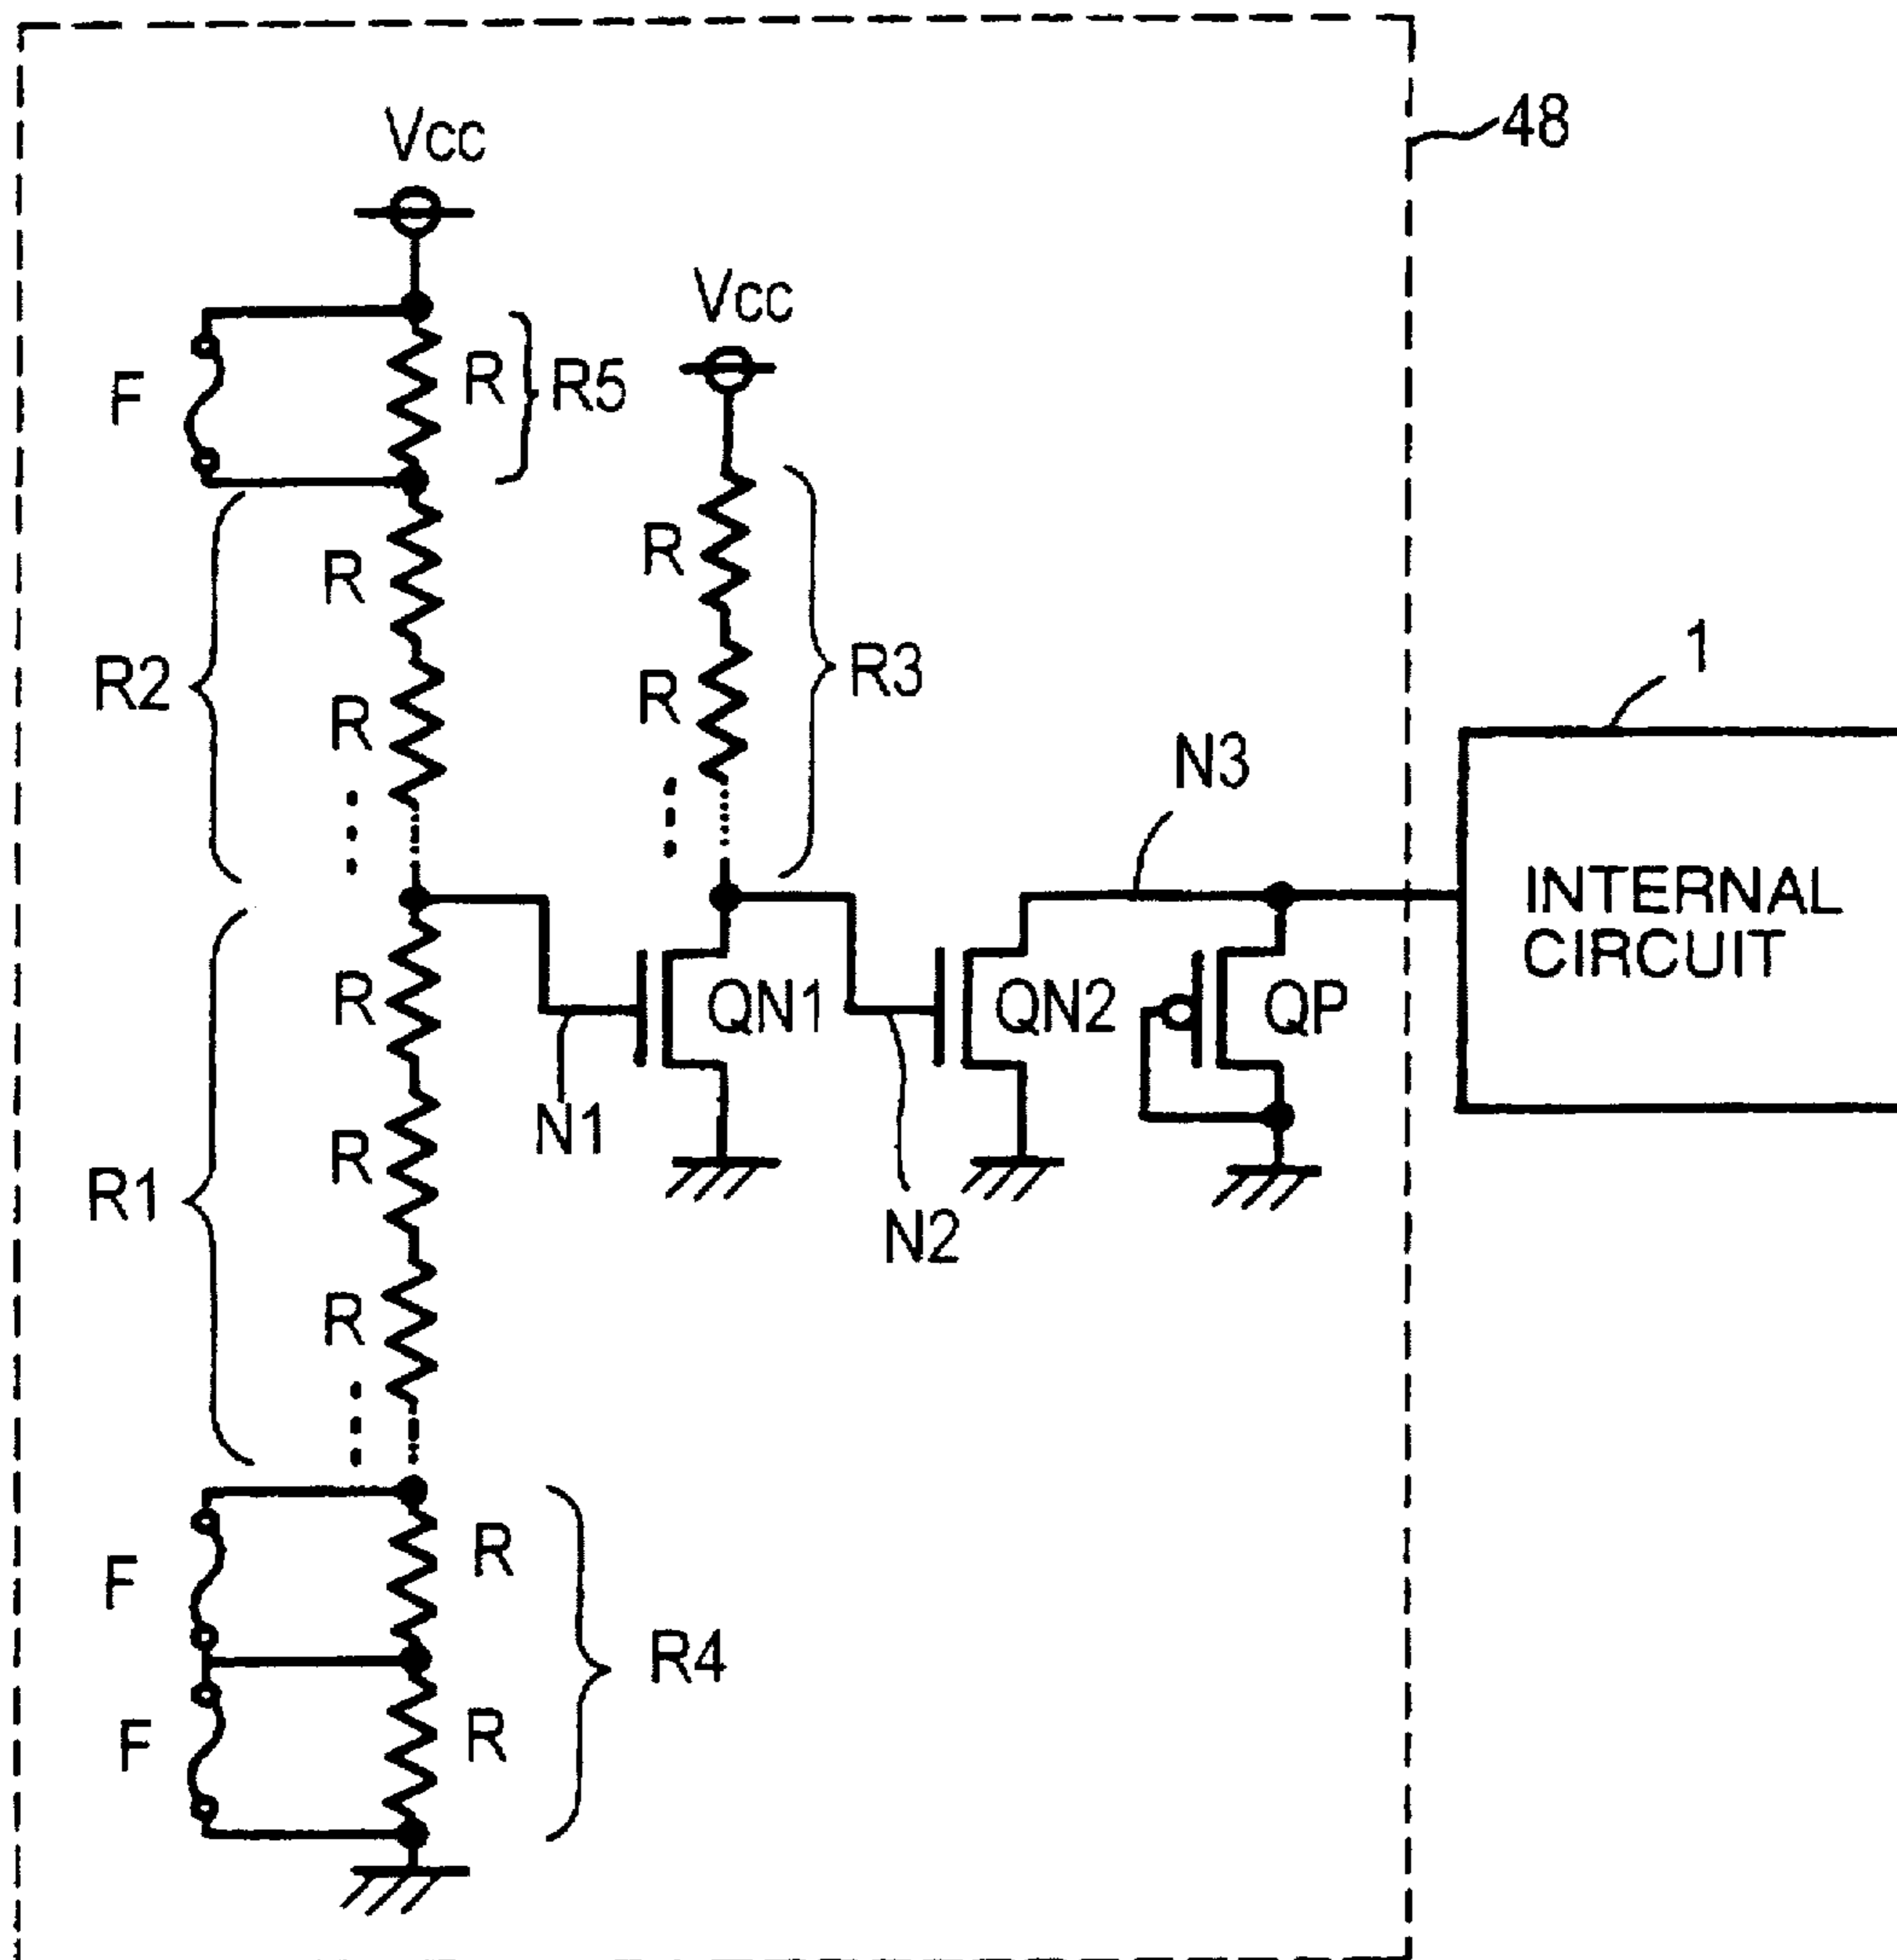 48
Vcc
Vcc
F
R
R5
R
R
R2
R
R
R3
1
N3
INTERNAL
CIRCUIT
R
QN1
QN2
QP
N1
R
R1
N2
R
F
R
R4
F
R